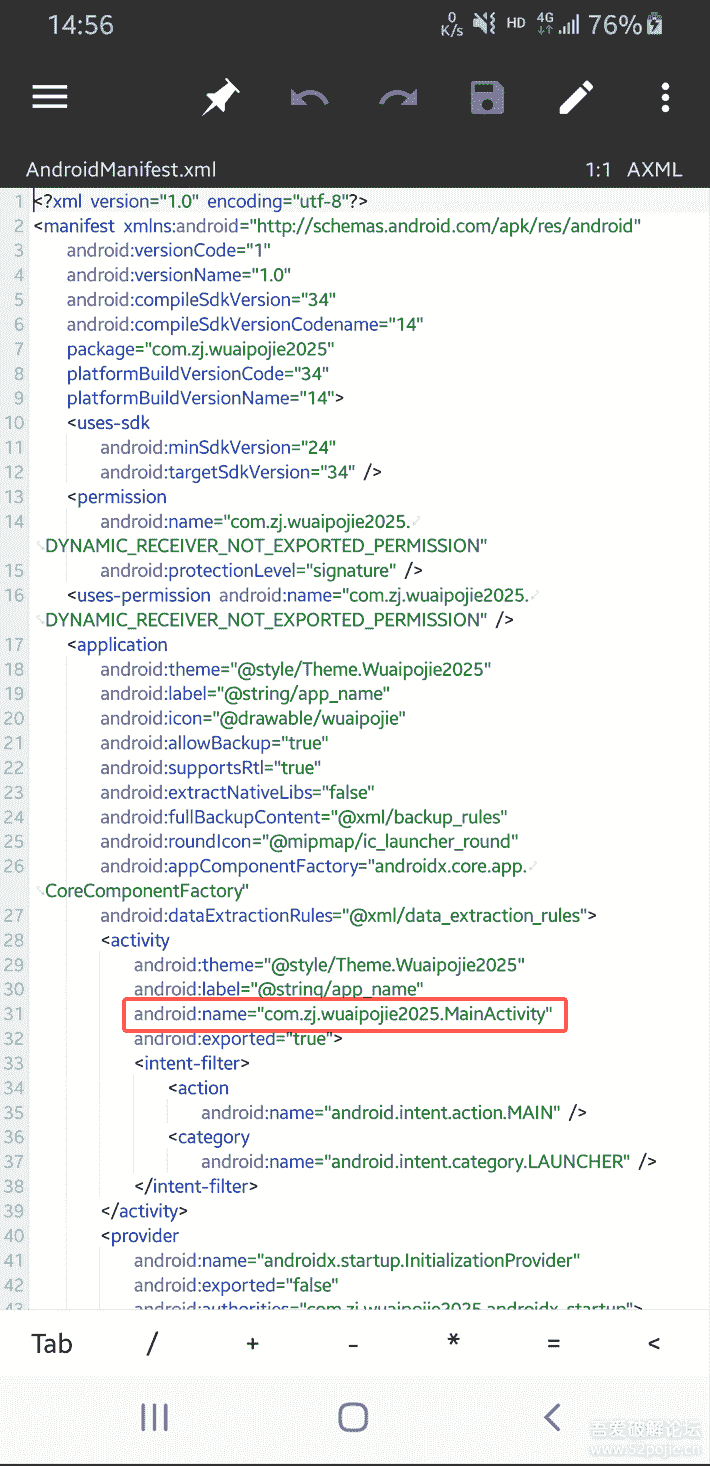 14:56 0 K/s HD 4G 76%
AndroidManifest.xml 1:1 AXML
1 <?xml version="1.0" encoding="utf-8"?>
2 <manifest xmlns:android="http://schemas.android.com/apk/res/android"
3 android:versionCode="1"
4 android:versionName="1.0"
5 android:compileSdkVersion="34"
6 android:compileSdkVersionCodename="14"
7 package="com.zj.wuaipojie2025"
8 platformBuildVersionCode="34"
9 platformBuildVersionName="14">
10 <uses-sdk
11 android:minSdkVersion="24"
12 android:targetSdkVersion="34" />
13 <permission
14 android:name="com.zj.wuaipojie2025.
DYNAMIC_RECEIVER_NOT_EXPORTED_PERMISSION"
15 android:protectionLevel="signature" />
16 <uses-permission android:name="com.zj.wuaipojie2025.
DYNAMIC_RECEIVER_NOT_EXPORTED_PERMISSION" />
17 <application
18 android:theme="@style/Theme.Wuaipojie2025"
19 android:label="@string/app_name"
20 android:icon="@drawable/wuaipojie"
21 android:allowBackup="true"
22 android:supportsRtl="true"
23 android:extractNativeLibs="false"
24 android:fullBackupContent="@xml/backup_rules"
25 android:roundIcon="@mipmap/ic_launcher_round"
26 android:appComponentFactory="androidx.core.app.
CoreComponentFactory"
27 android:dataExtractionRules="@xml/data_extraction_rules">
28 <activity
29 android:theme="@style/Theme.Wuaipojie2025"
30 android:label="@string/app_name"
31 android:name="com.zj.wuaipojie2025.MainActivity"
32 android:exported="true">
33 <intent-filter>
34 <action
35 android:name="android.intent.action.MAIN" />
36 <category
37 android:name="android.intent.category.LAUNCHER" />
38 </intent-filter>
39 </activity>
40 <provider
41 android:name="androidx.startup.InitializationProvider"
42 android:exported="false"
43 android:authorities="com.zj.wuaipojie2025.androidx-startup">
Tab / + - * = <
吾爱破解论坛
www.52pojie.cn